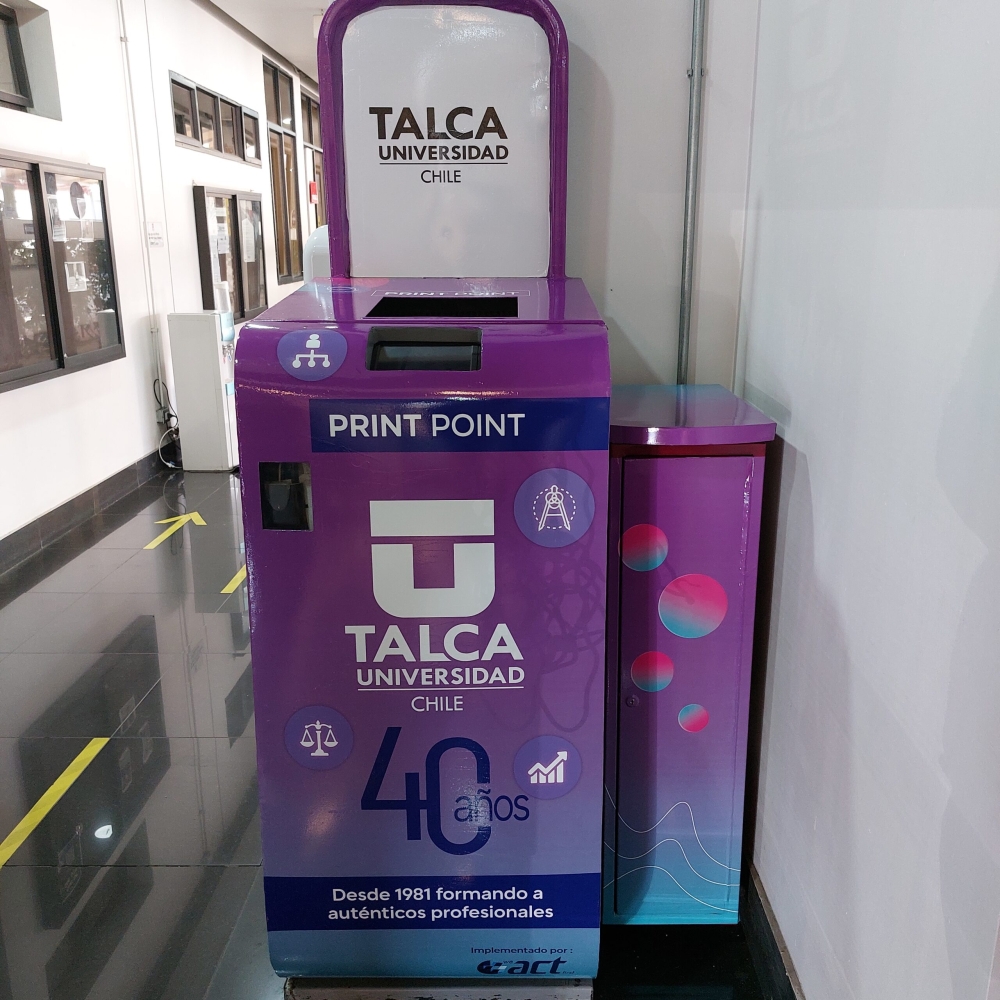 TALCA
UNIVERSIDAD
CHILE
PRINT POINT
PRINT POINT
TALCA
UNIVERSIDAD
CHILE
40
años
Desde 1981 formando a
auténticos profesionales
Implementado por :
act